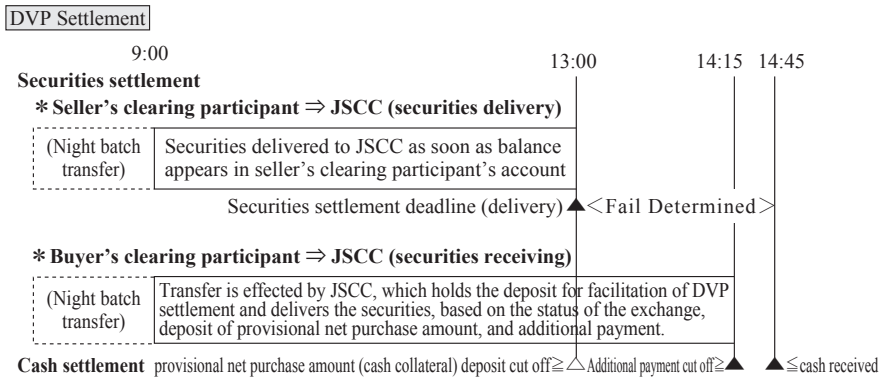 DVP Settlement
9:00 13:00 14:15 14:45
Securities settlement
＊Seller's clearing participant ⇒ JSCC (securities delivery)
(Night batch transfer)
Securities delivered to JSCC as soon as balance
appears in seller's clearing participant's account
Securities settlement deadline (delivery) ▲＜Fail Determined＞
＊Buyer's clearing participant ⇒ JSCC (securities receiving)
(Night batch transfer)
Transfer is effected by JSCC, which holds the deposit for facilitation of DVP
settlement and delivers the securities, based on the status of the exchange,
deposit of provisional net purchase amount, and additional payment.
Cash settlement provisional net purchase amount (cash collateral) deposit cut off≧△Additional payment cut off≧▲ ▲≦cash received